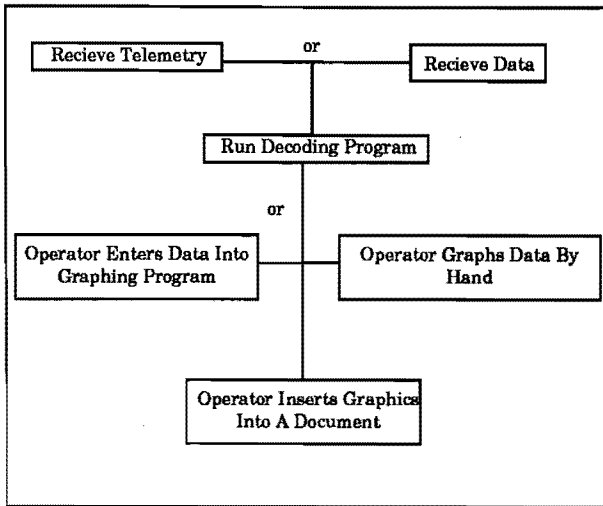 or
Recieve Telemetry
Recieve Data
Run Decoding Program
or
Operator Enters Data Into
Graphing Program
Operator Graphs Data By
Hand
Operator Inserts Graphics
Into A Document